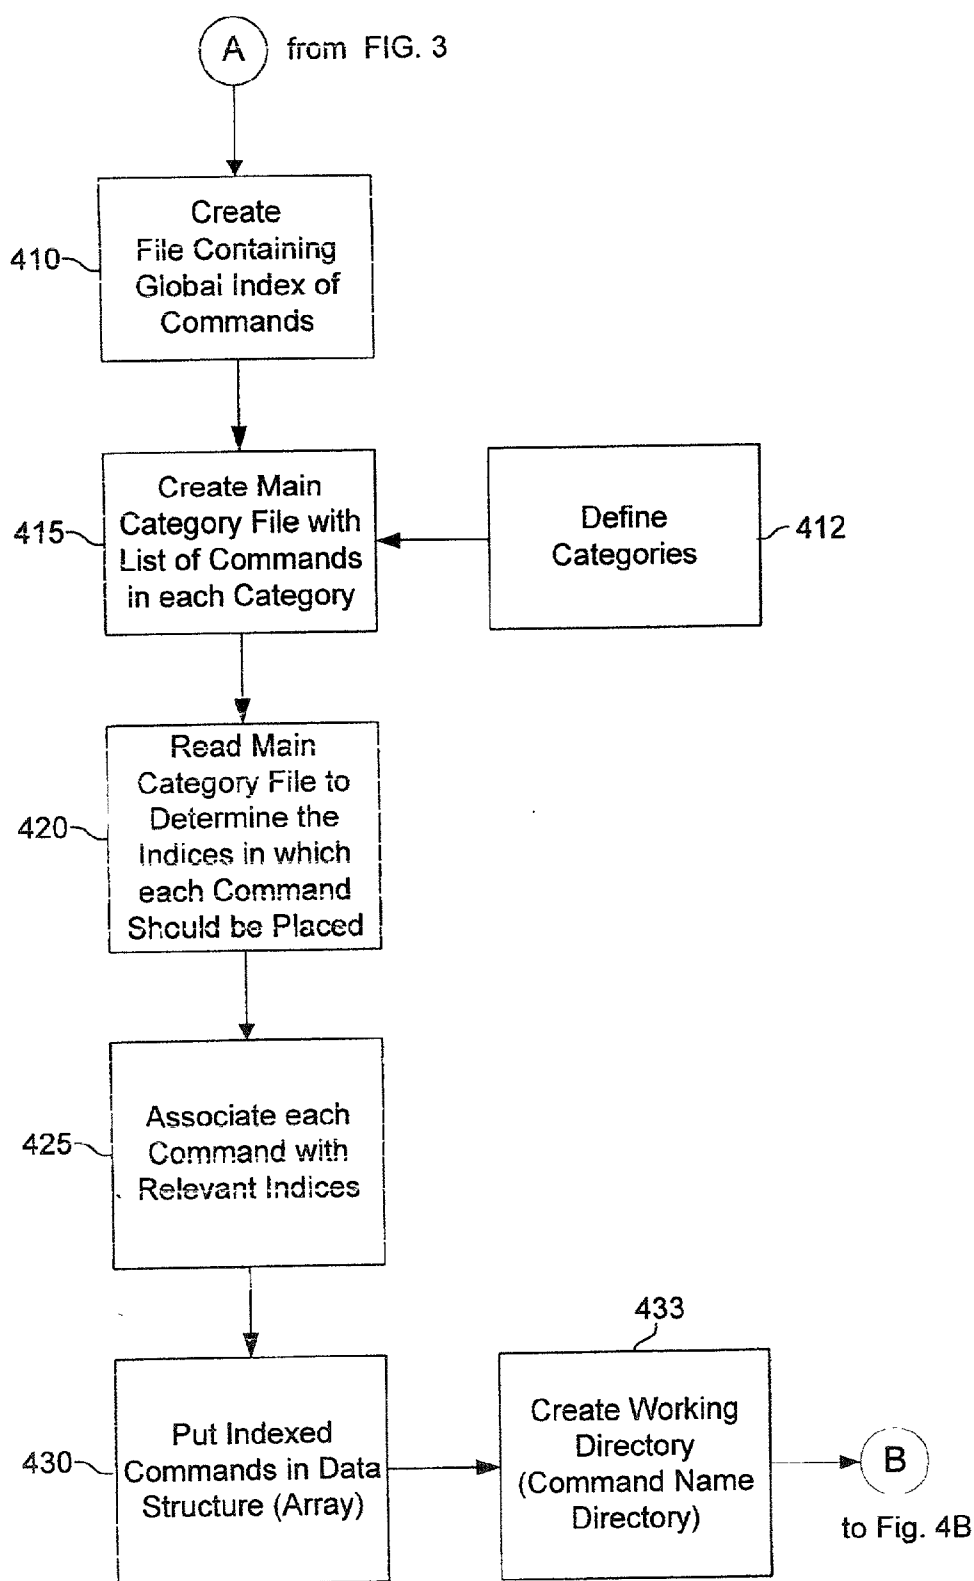 A from FIG. 3
Create
File Containing
Global Index of
Commands
410
Create Main
Category File with
List of Commands
in each Category
415
Define
Categories
412
Read Main
Category File to
Determine the
Indices in which
each Command
Should be Placed
420
Associate each
Command with
Relevant Indices
425
Put Indexed
Commands in Data
Structure (Array)
430
433
Create Working
Directory
(Command Name
Directory)
B
to Fig. 4B